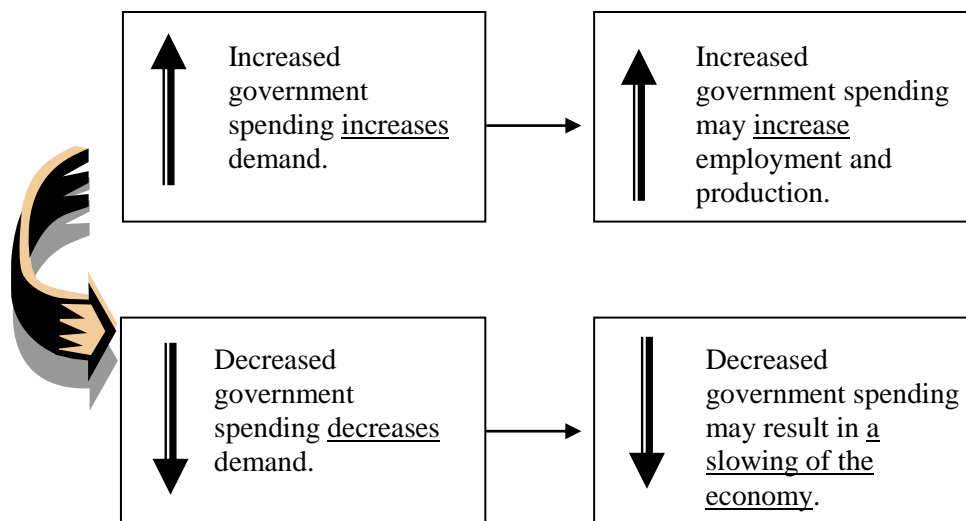 Increased
government
spending increases
demand.
Increased
government spending
may increase
employment and
production.
Decreased
government
spending decreases
demand.
Decreased
government spending
may result in a
slowing of the
economy.